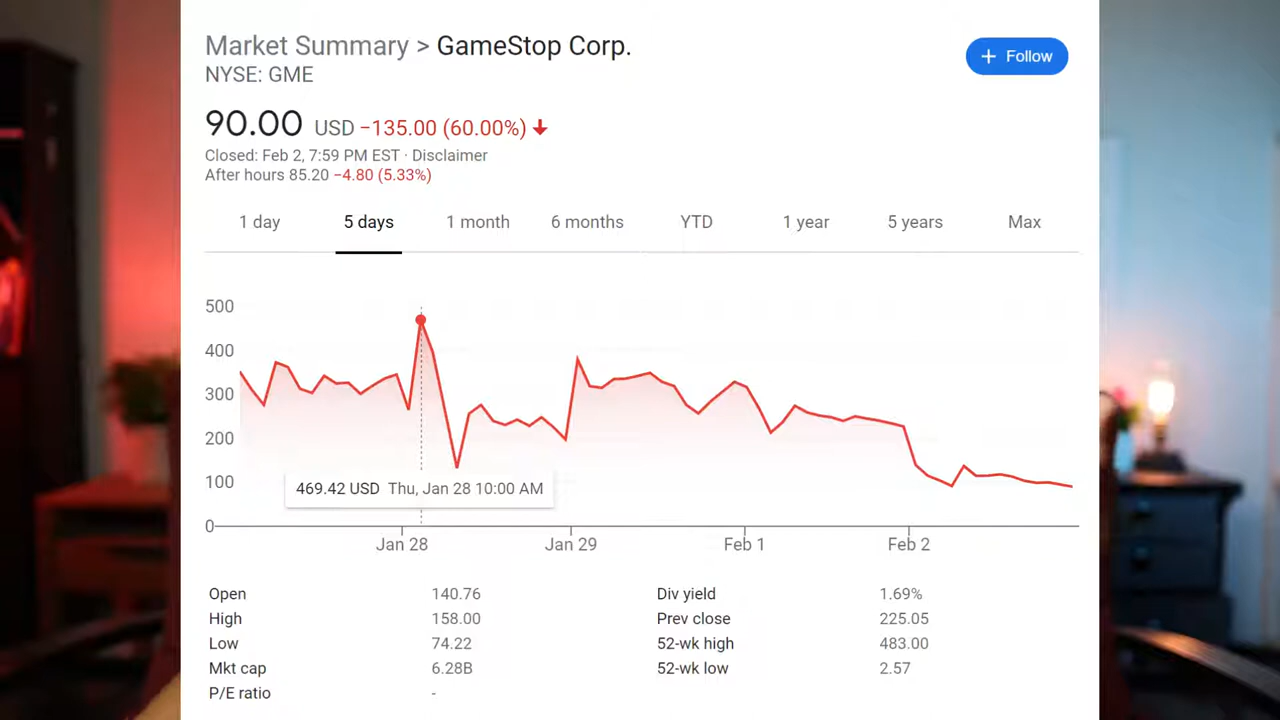 Market Summary > GameStop Corp.
NYSE: GME
+ Follow
90.00 USD −135.00 (60.00%)
Closed: Feb 2, 7:59 PM EST · Disclaimer
After hours 85.20 −4.80 (5.33%)
1 day 5 days 1 month 6 months YTD 1 year 5 years Max
500
400
300
200
100
0
469.42 USD Thu, Jan 28 10:00 AM
Jan 28 Jan 29 Feb 1 Feb 2
Open 140.76 Div yield 1.69%
High 158.00 Prev close 225.05
Low 74.22 52-wk high 483.00
Mkt cap 6.28B 52-wk low 2.57
P/E ratio -